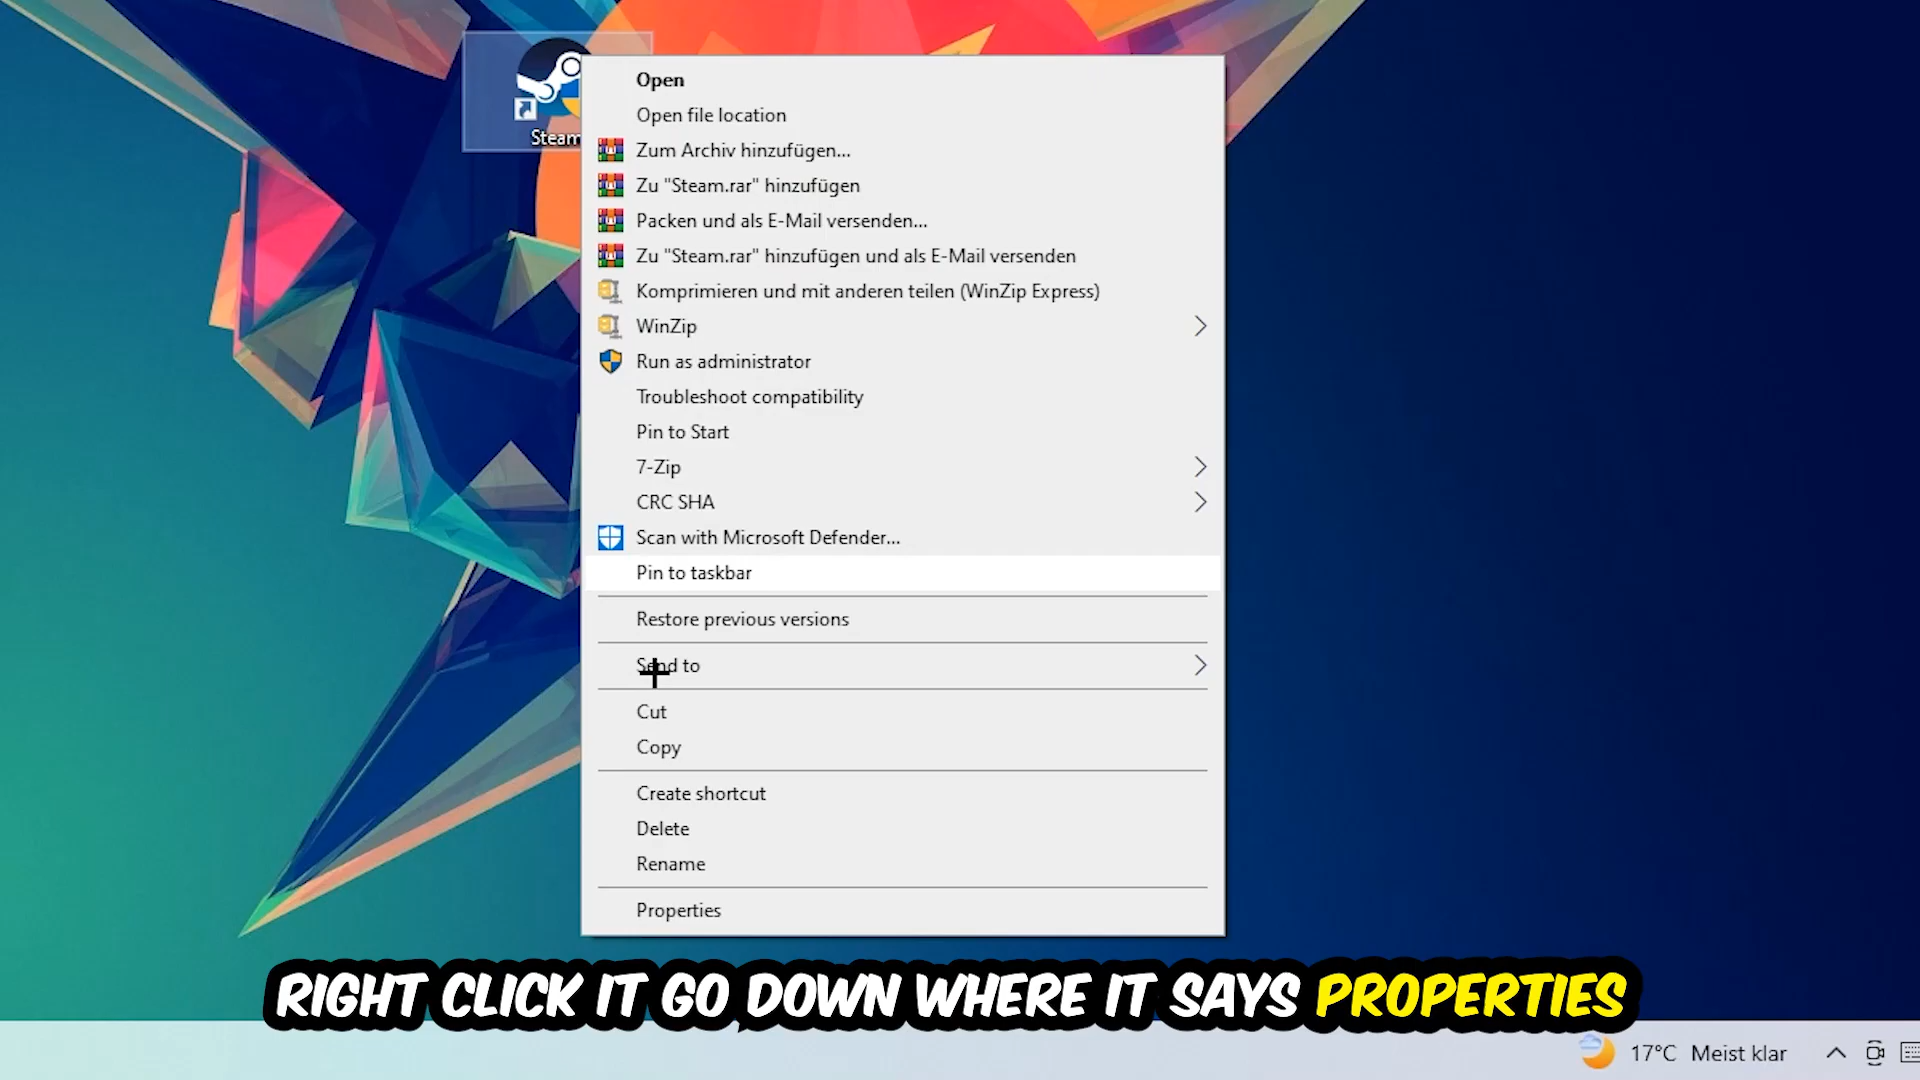 Steam
Open
Open file location
Zum Archiv hinzufügen...
Zu "Steam.rar" hinzufügen
Packen und als E-Mail versenden...
Zu "Steam.rar" hinzufügen und als E-Mail versenden
Komprimieren und mit anderen teilen (WinZip Express)
WinZip
Run as administrator
Troubleshoot compatibility
Pin to Start
7-Zip
CRC SHA
Scan with Microsoft Defender...
Pin to taskbar
Restore previous versions
Send to
Cut
Copy
Create shortcut
Delete
Rename
Properties
RIGHT CLICK IT GO DOWN WHERE IT SAYS PROPERTIES
17°C Meist klar